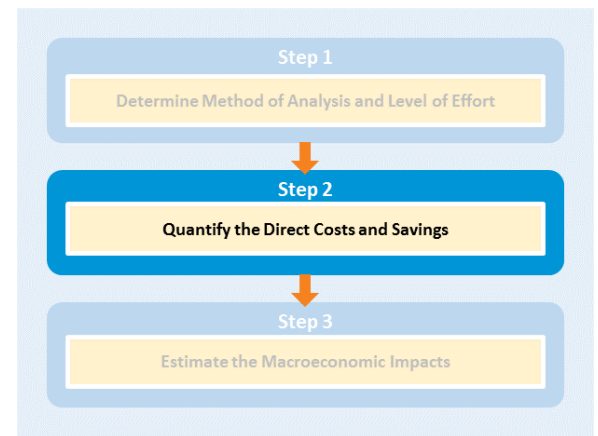 Step 1
Determine Method of Analysis and Level of Effort
Step 2
Quantify the Direct Costs and Savings
Step 3
Estimate the Macroeconomic Impacts